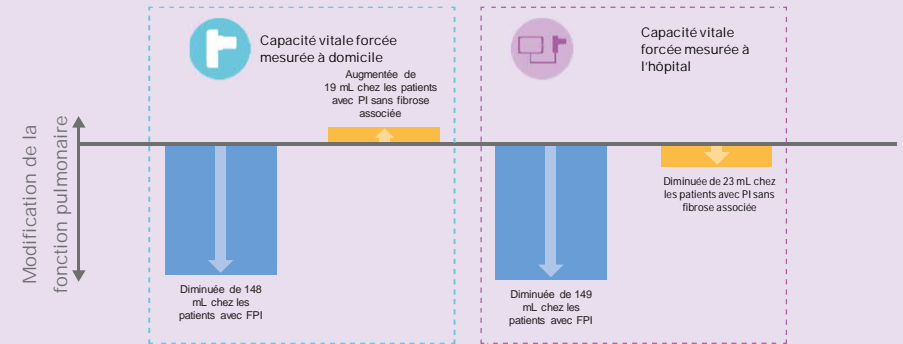 Modification de la
fonction pulmonaire
Capacité vitale forcée
mesurée à domicile
Augmentée de
19 mL chez les patients
avec PI sans fibrose
associée
Diminuée de 148
mL chez les
patients avec FPI
Capacité vitale
forcée mesurée à
l'hôpital
Diminuée de 149
mL chez les
patients avec FPI
Diminuée de 23 mL chez
les patients avec PI sans
fibrose associée